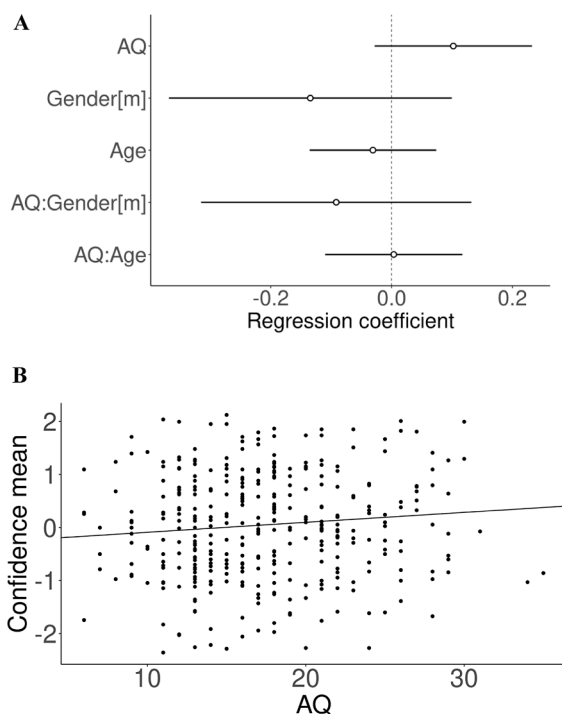 A
AQ
Gender[m]
Age
AQ:Gender[m]
AQ:Age
-0.2 0.0 0.2
Regression coefficient
B
Confidence mean
2
1
0
-1
-2
10 20 30
AQ